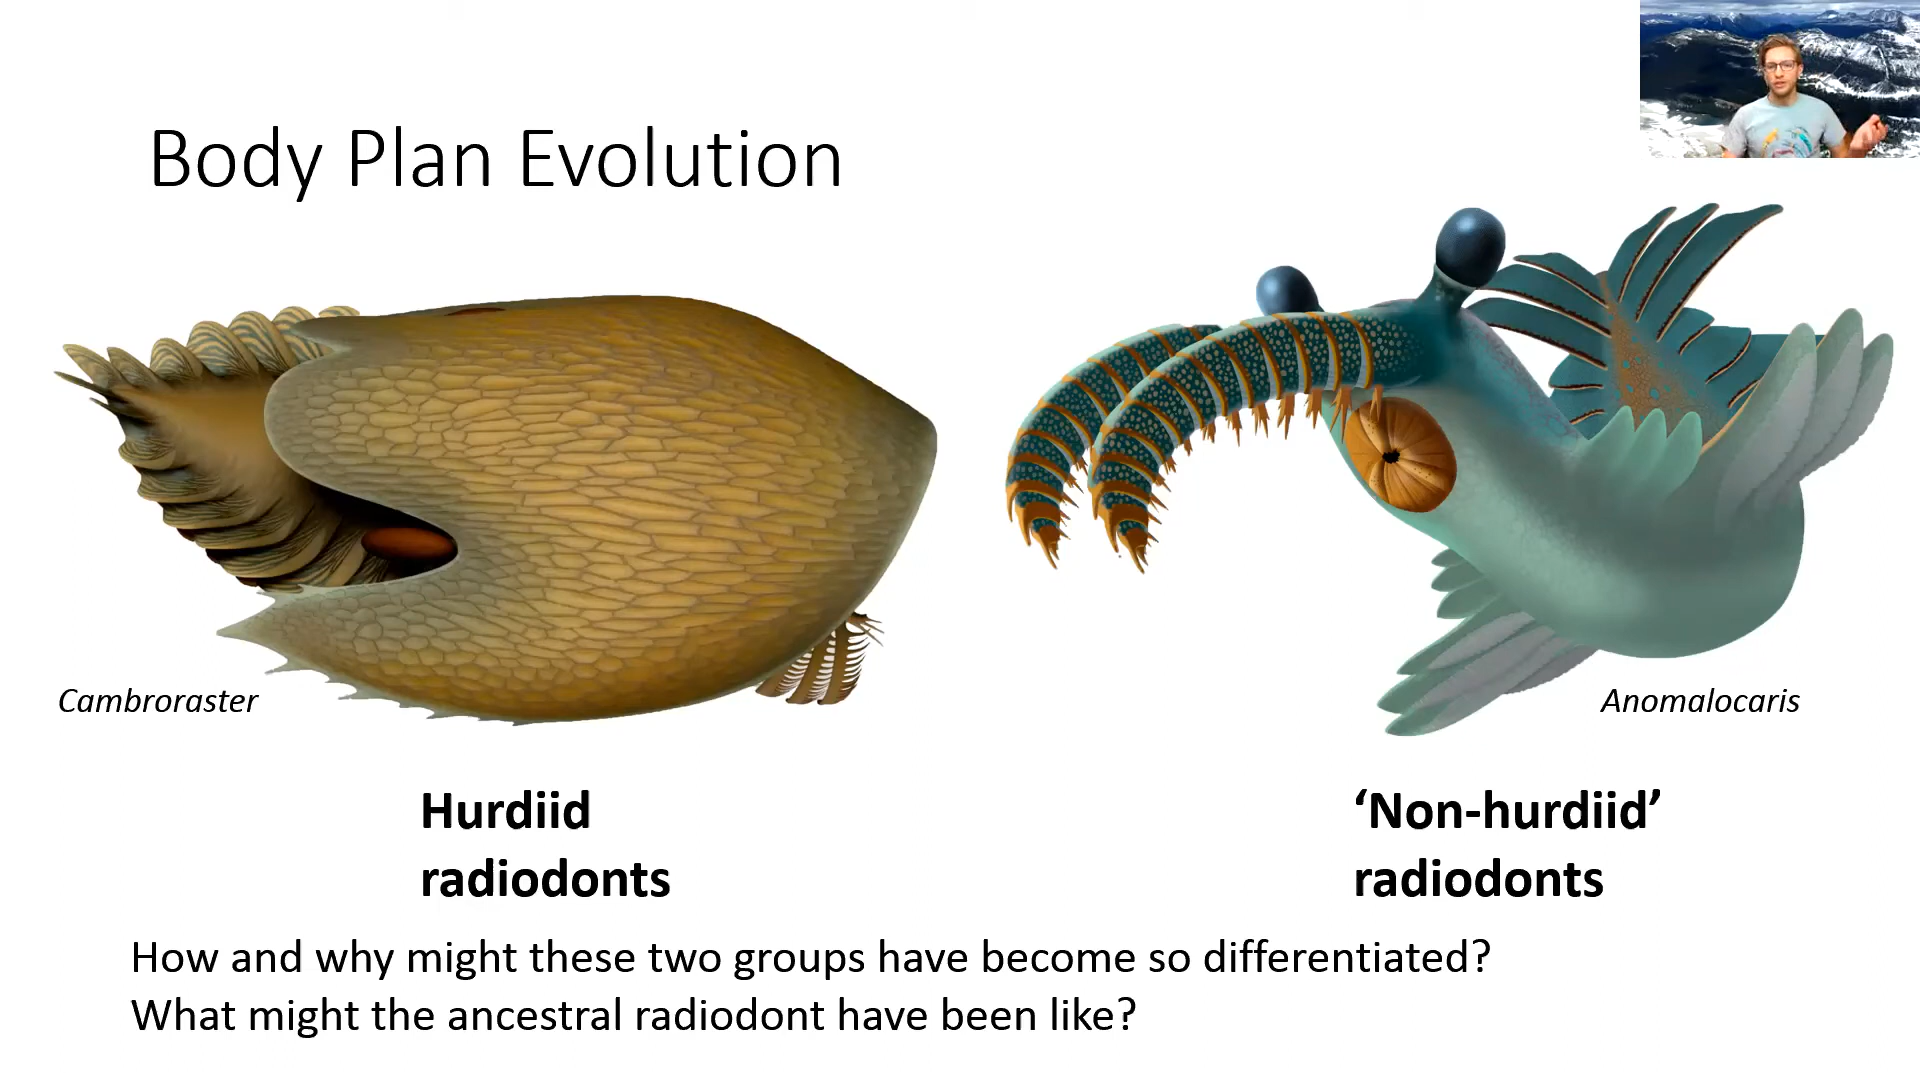 Body Plan Evolution
Cambroraster
Anomalocaris
Hurdiid
radiodonts
‘Non-hurdiid’
radiodonts
How and why might these two groups have become so differentiated?
What might the ancestral radiodont have been like?